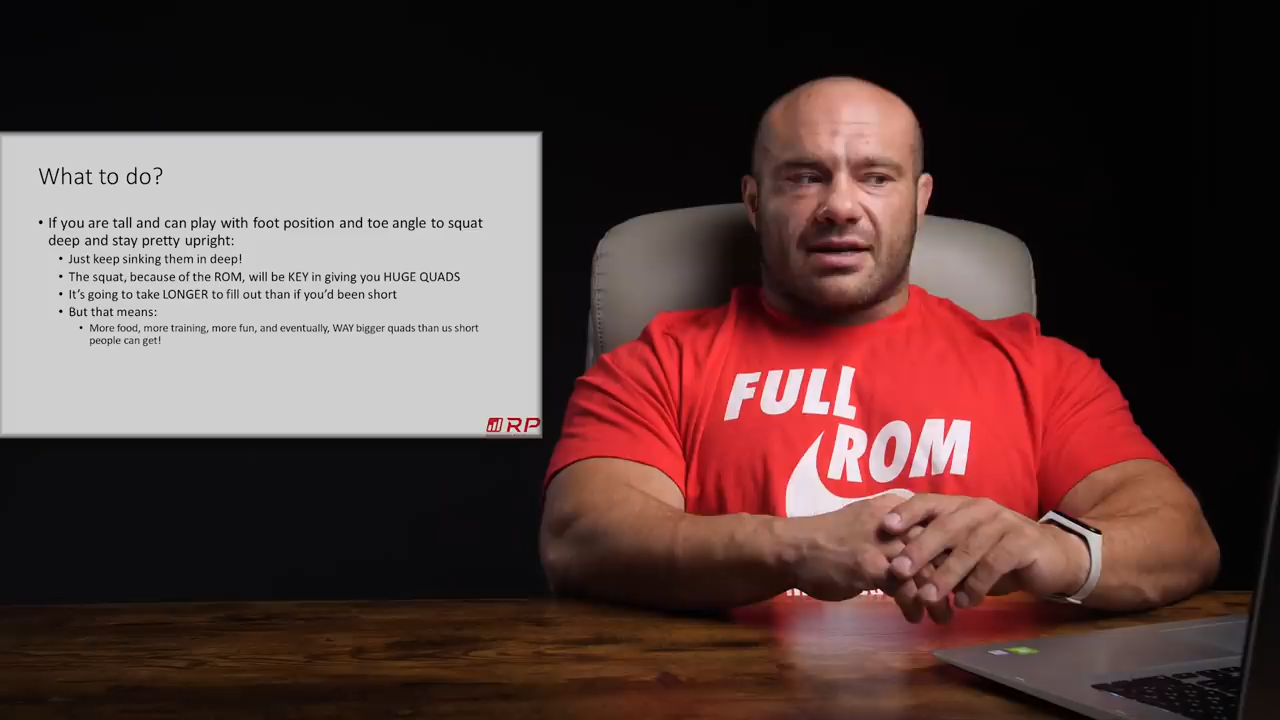 What to do?
• If you are tall and can play with foot position and toe angle to squat
deep and stay pretty upright:
• Just keep sinking them in deep!
• The squat, because of the ROM, will be KEY in giving you HUGE QUADS
• It's going to take LONGER to fill out than if you'd been short
• But that means:
• More food, more training, more fun, and eventually, WAY bigger quads than us short
people can get!
RP
FULL
ROM